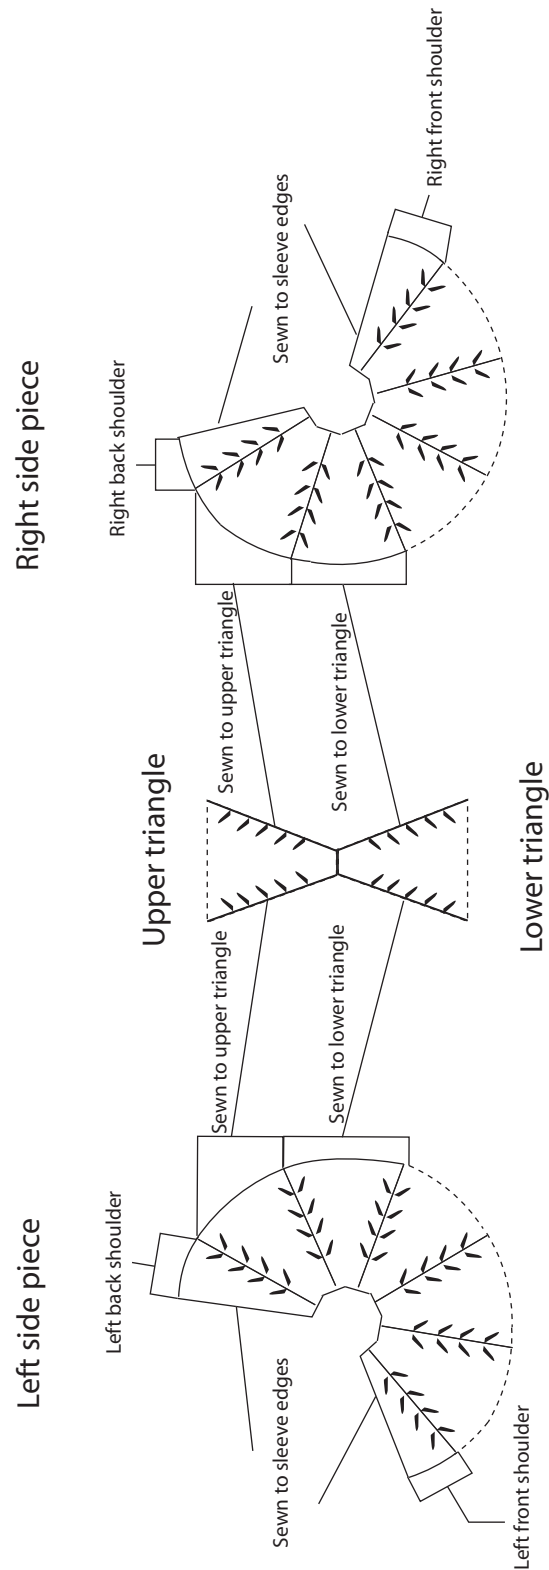 Left side piece
Right side piece
Left back shoulder
Upper triangle
Right back shoulder
Sewn to upper triangle
Sewn to upper triangle
Sewn to sleeve edges
Sewn to sleeve edges
Sewn to lower triangle
Sewn to lower triangle
Right front shoulder
Left front shoulder
Lower triangle